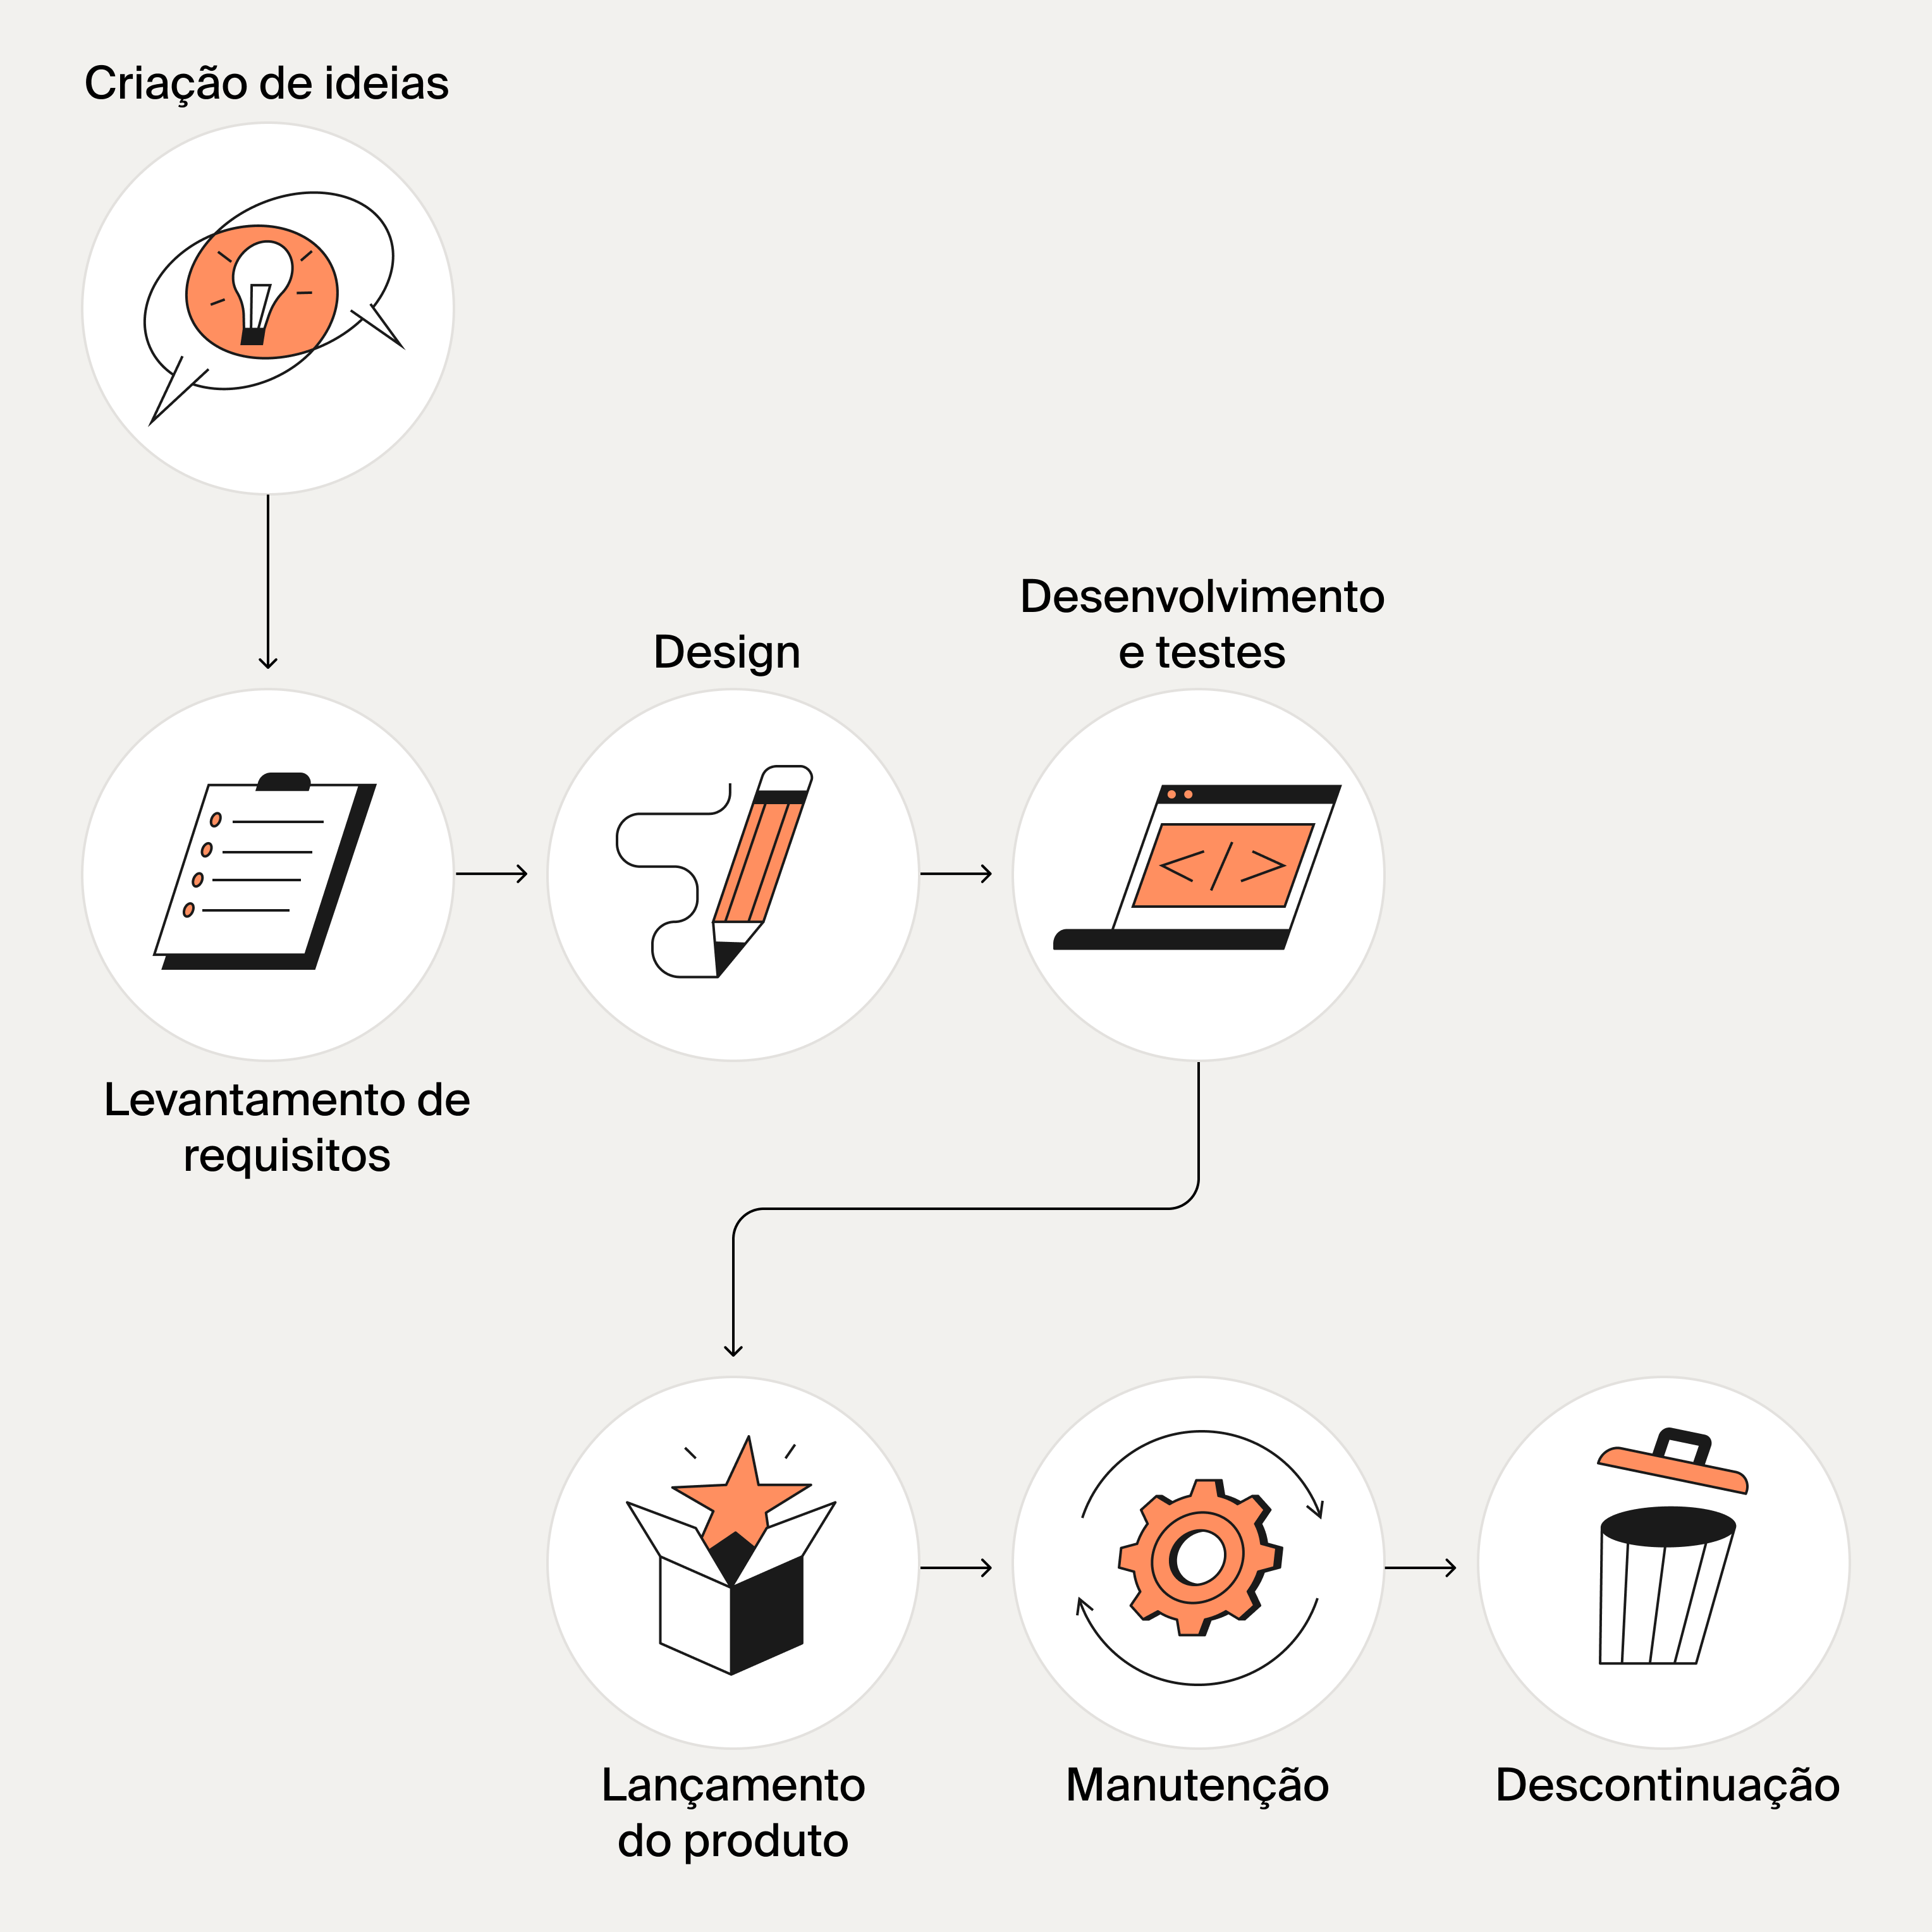 Criação de ideias
Design
Desenvolvimento
e testes
</>
Levantamento de
requisitos
Lançamento
do produto
Manutenção
Descontinuação